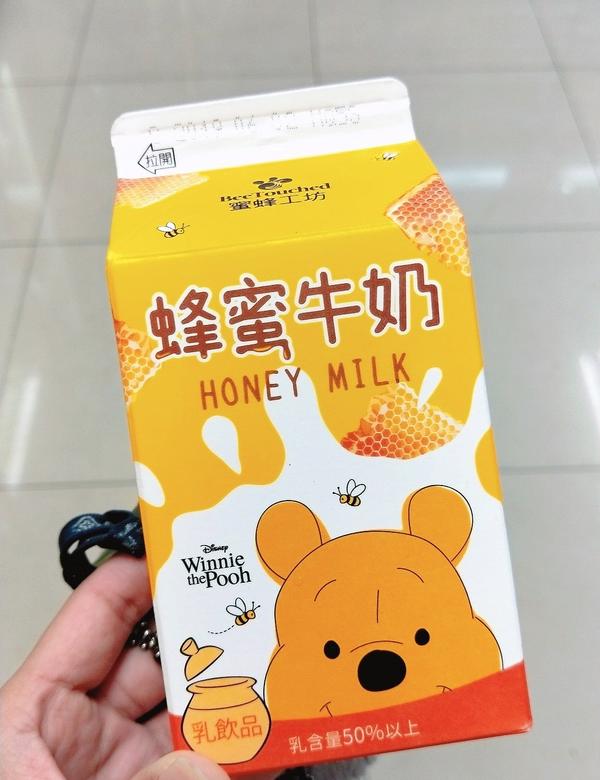 拉開
BeeTouched
蜜蜂工坊
蜂蜜牛奶
HONEY MILK
Disney
Winnie
the Pooh
乳飲品
乳含量50%以上